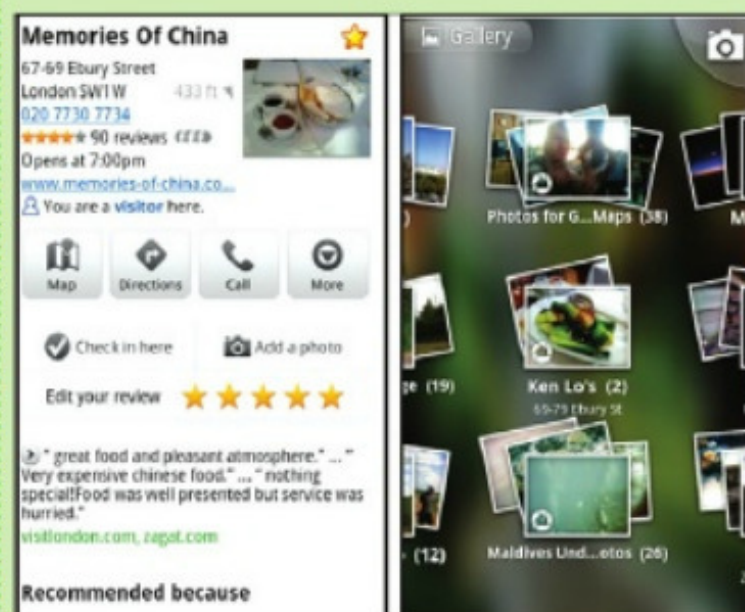 Memories Of China
67-69 Ebury Street
London SW1W 433 ft
020 7730 7734
90 reviews ££££
Opens at 7:00pm
www.memories-of-china.co...
You are a visitor here.
Map Directions Call More
Check in here Add a photo
Edit your review
" great food and pleasant atmosphere." ... "
Very expensive chinese food." ... " nothing
special!Food was well presented but service was
hurried."
visitlondon.com, zagat.com
Recommended because
Gallery
Photos for G...Maps (38)
M
ge (19)
Ken Lo's (2)
Ebury St
(12)
Maldives Und...otos (26)